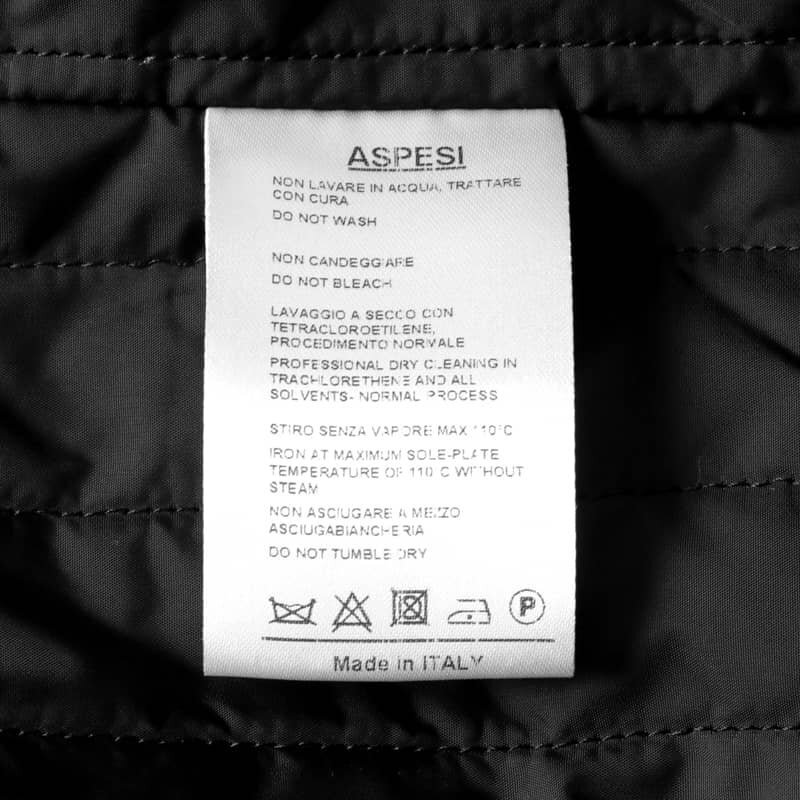 ASPESI
NON LAVARE IN ACQUA, TRATTARE
CON CURA
DO NOT WASH
NON CANDEGGIARE
DO NOT BLEACH
LAVAGGIO A SECCO CON
TETRACLOROETILENE,
PROCEDIMENTO NORMALE
PROFESSIONAL DRY CLEANING IN
TRACHLORETHENE AND ALL
SOLVENTS- NORMAL PROCESS
STIRO SENZA VAPORE MAX 110°C
IRON AT MAXIMUM SOLE-PLATE
TEMPERATURE OF 110 C WITHOUT
STEAM
NON ASCIUGARE A MEZZO
ASCIUGABIANCHERIA
DO NOT TUMBLE DRY
P
Made in ITALY